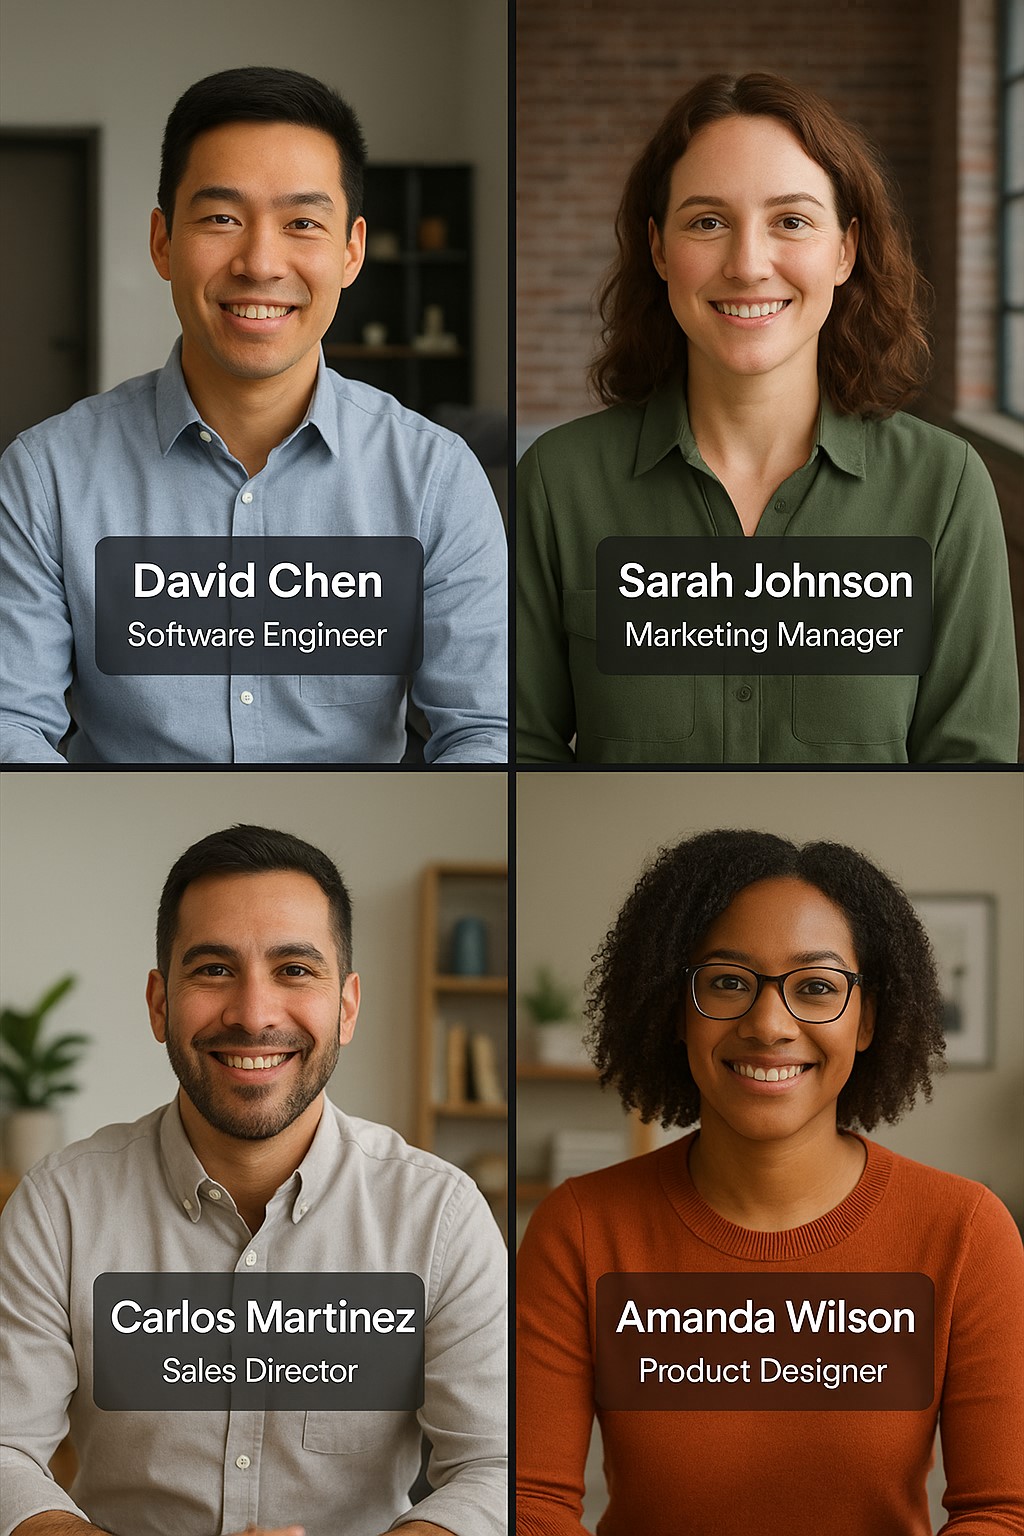 David Chen
Software Engineer
Sarah Johnson
Marketing Manager
Carlos Martinez
Sales Director
Amanda Wilson
Product Designer